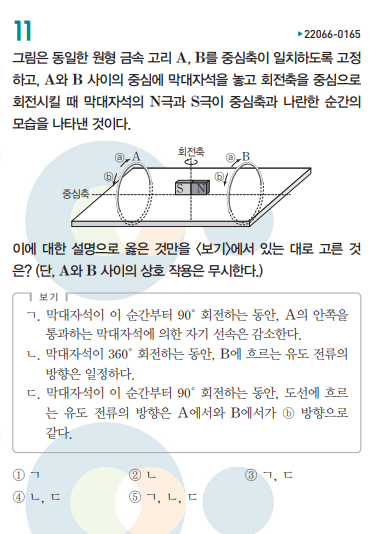 11
▶22066-0165
그림은 동일한 원형 금속 고리 A, B를 중심축이 일치하도록 고정
하고, A와 B 사이의 중심에 막대자석을 놓고 회전축을 중심으로
회전시킬 때 막대자석의 N극과 S극이 중심축과 나란한 순간의
모습을 나타낸 것이다.
회전축
ⓐ A
ⓐ B
ⓑ
ⓑ
S N
중심축
이에 대한 설명으로 옳은 것만을 <보기>에서 있는 대로 고른 것
은? (단, A와 B 사이의 상호 작용은 무시한다.)
보기
ㄱ. 막대자석이 이 순간부터 90° 회전하는 동안, A의 안쪽을
통과하는 막대자석에 의한 자기 선속은 감소한다.
ㄴ. 막대자석이 360° 회전하는 동안, B에 흐르는 유도 전류의
방향은 일정하다.
ㄷ. 막대자석이 이 순간부터 90° 회전하는 동안, 도선에 흐르
는 유도 전류의 방향은 A에서와 B에서가 ⓑ 방향으로
같다.
① ㄱ ② ㄴ ③ ㄱ, ㄷ
④ ㄴ, ㄷ ⑤ ㄱ, ㄴ, ㄷ